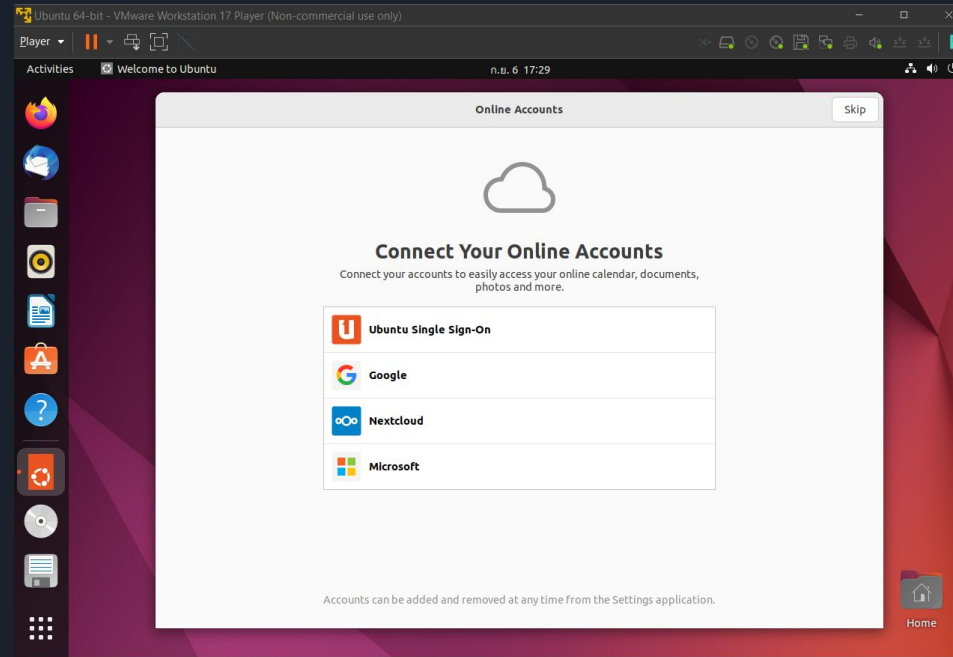 Ubuntu 64-bit - VMware Workstation 17 Player (Non-commercial use only)
Player
Activities
Welcome to Ubuntu
ก.ย. 6 17:29
Online Accounts
Skip
Connect Your Online Accounts
Connect your accounts to easily access your online calendar, documents,
photos and more.
Ubuntu Single Sign-On
Google
Nextcloud
Microsoft
Accounts can be added and removed at any time from the Settings application.
Home